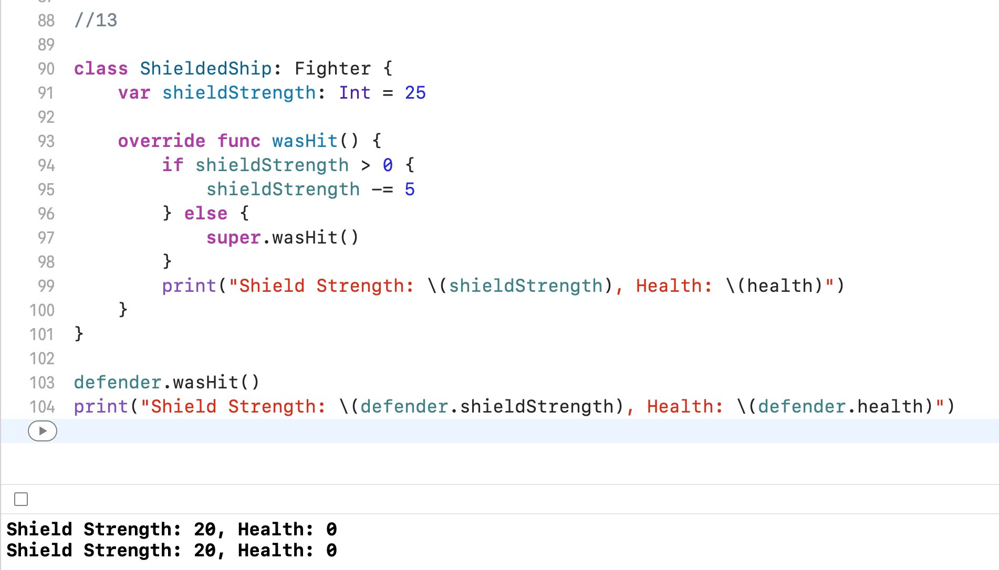 88 //13
89
90 class ShieldedShip: Fighter {
91 var shieldStrength: Int = 25
92
93 override func wasHit() {
94 if shieldStrength > 0 {
95 shieldStrength -= 5
96 } else {
97 super.wasHit()
98 }
99 print("Shield Strength: \(shieldStrength), Health: \(health)")
100 }
101 }
102
103 defender.wasHit()
104 print("Shield Strength: \(defender.shieldStrength), Health: \(defender.health)")
Shield Strength: 20, Health: 0
Shield Strength: 20, Health: 0